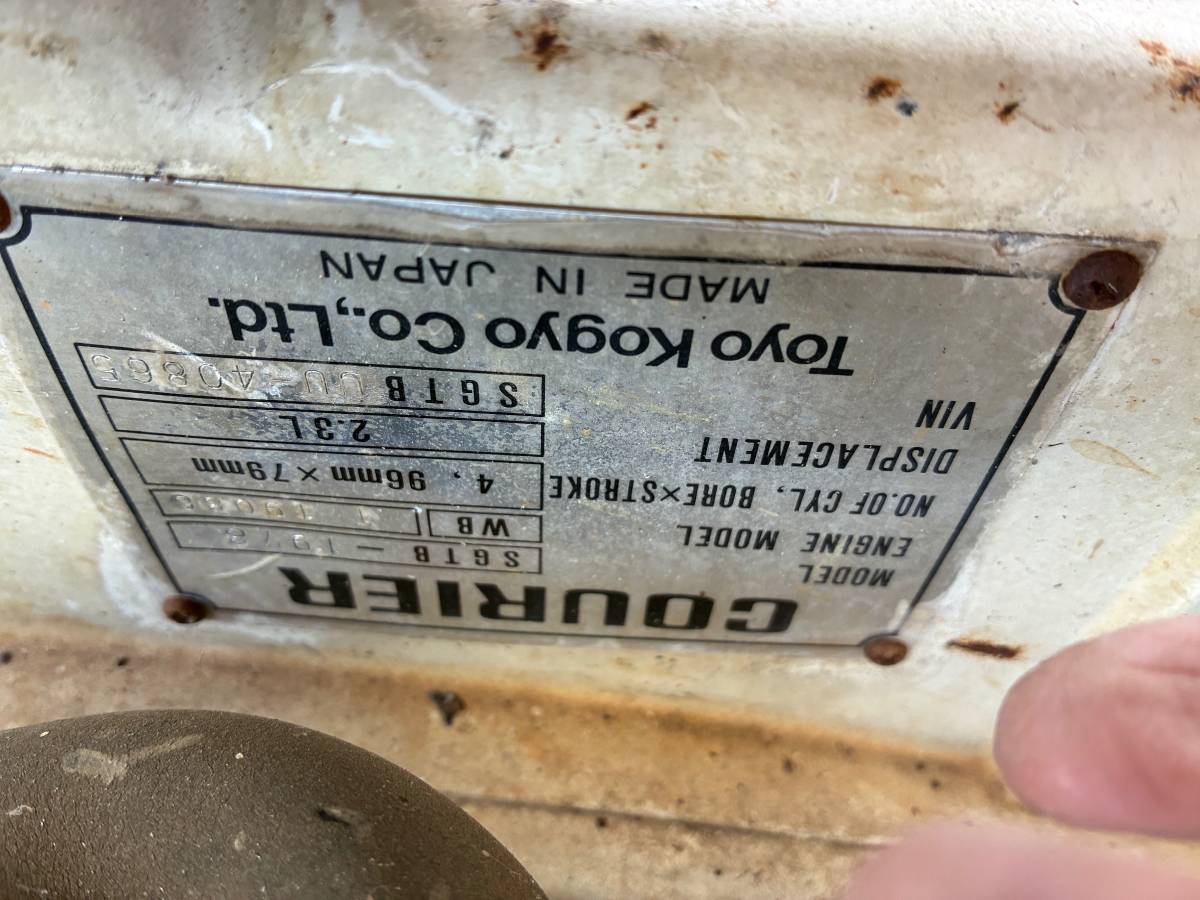 COURIER
MODEL SGTB - 1978
ENGINE MODEL WB
NO.OF CYL, BORE×STROKE 4, 96mm×79mm
DISPLACEMENT 2.3L
VIN SGTBUU-40865
Toyo Kogyo Co.,Ltd.
MADE IN JAPAN